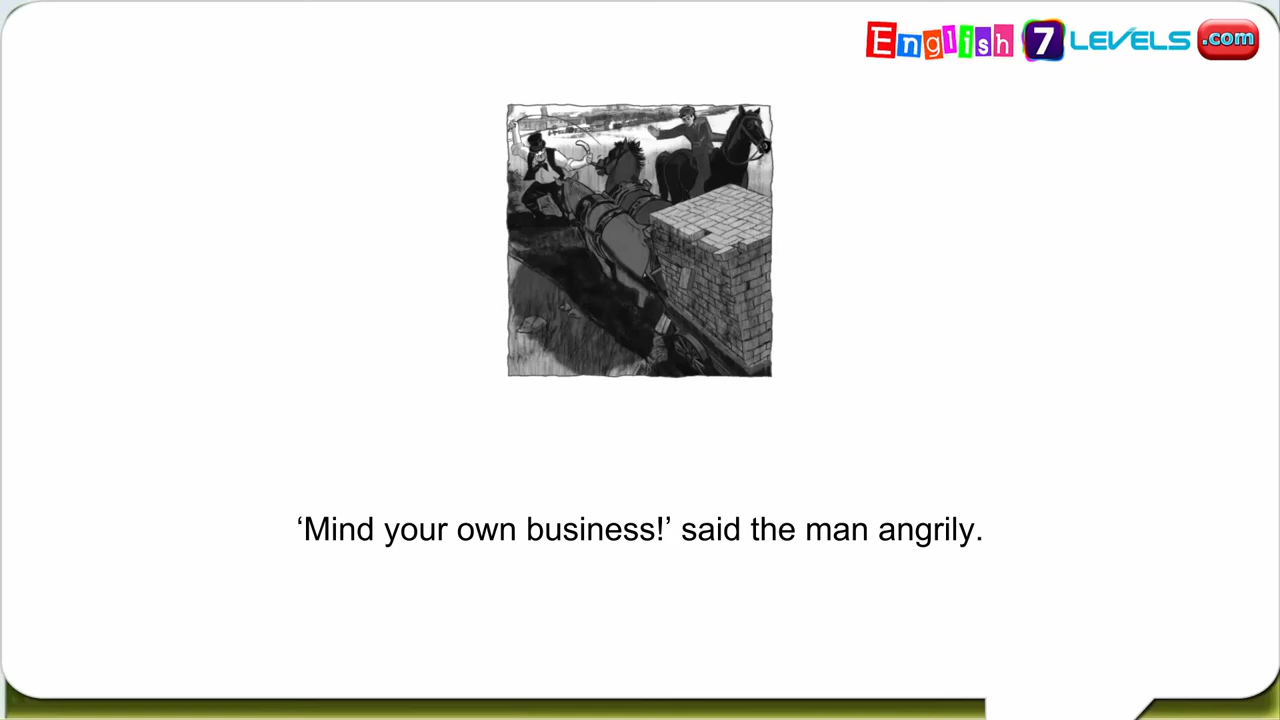 English 7 LEVELS .com
‘Mind your own business!’ said the man angrily.